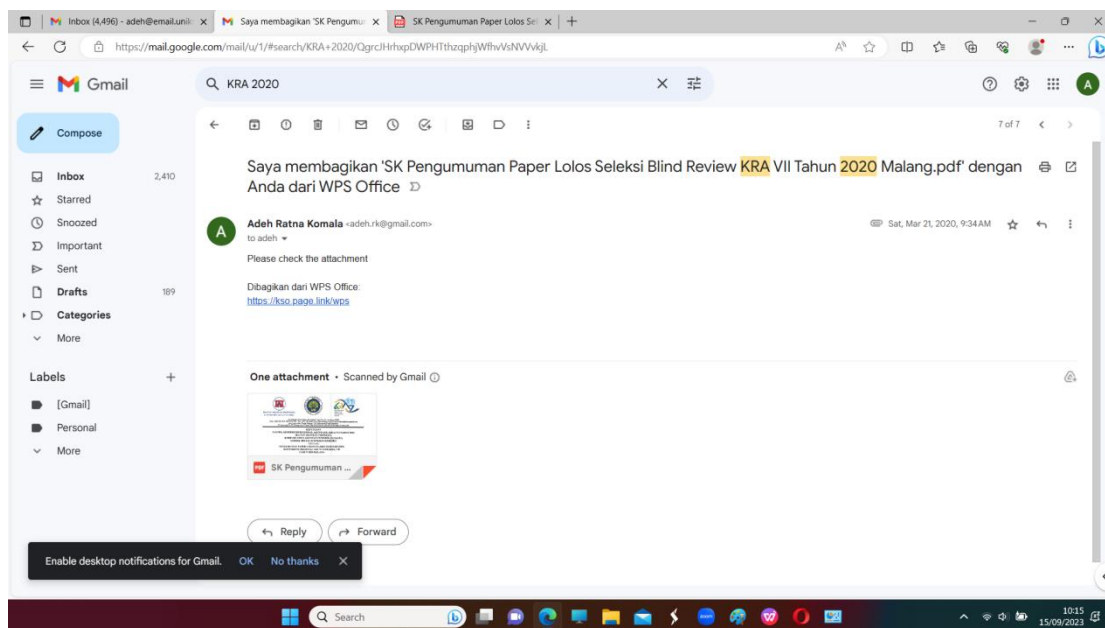 Inbox (4,496) - adeh@email.unik
Saya membagikan 'SK Pengumu
SK Pengumuman Paper Lolos Sel
https://mail.google.com/mail/u/1/#search/KRA+2020/QgrcJHrhxpDWPHTthzqphjWfhvVsNVVvkjL
Gmail
KRA 2020
Compose
7 of 7
Inbox 2,410
Starred
Snoozed
Important
Sent
Drafts 189
Categories
More
Labels
[Gmail]
Personal
More
Saya membagikan 'SK Pengumuman Paper Lolos Seleksi Blind Review KRA VII Tahun 2020 Malang.pdf' dengan
Anda dari WPS Office
A
Adeh Ratna Komala <adeh.rk@gmail.com>
Sat, Mar 21, 2020, 9:34 AM
to adeh
Please check the attachment
Dibagikan dari WPS Office:
https://kso.page.link/wps
One attachment • Scanned by Gmail
PDF SK Pengumuman ...
Reply Forward
Enable desktop notifications for Gmail. OK No thanks
Search
10:15
15/09/2023